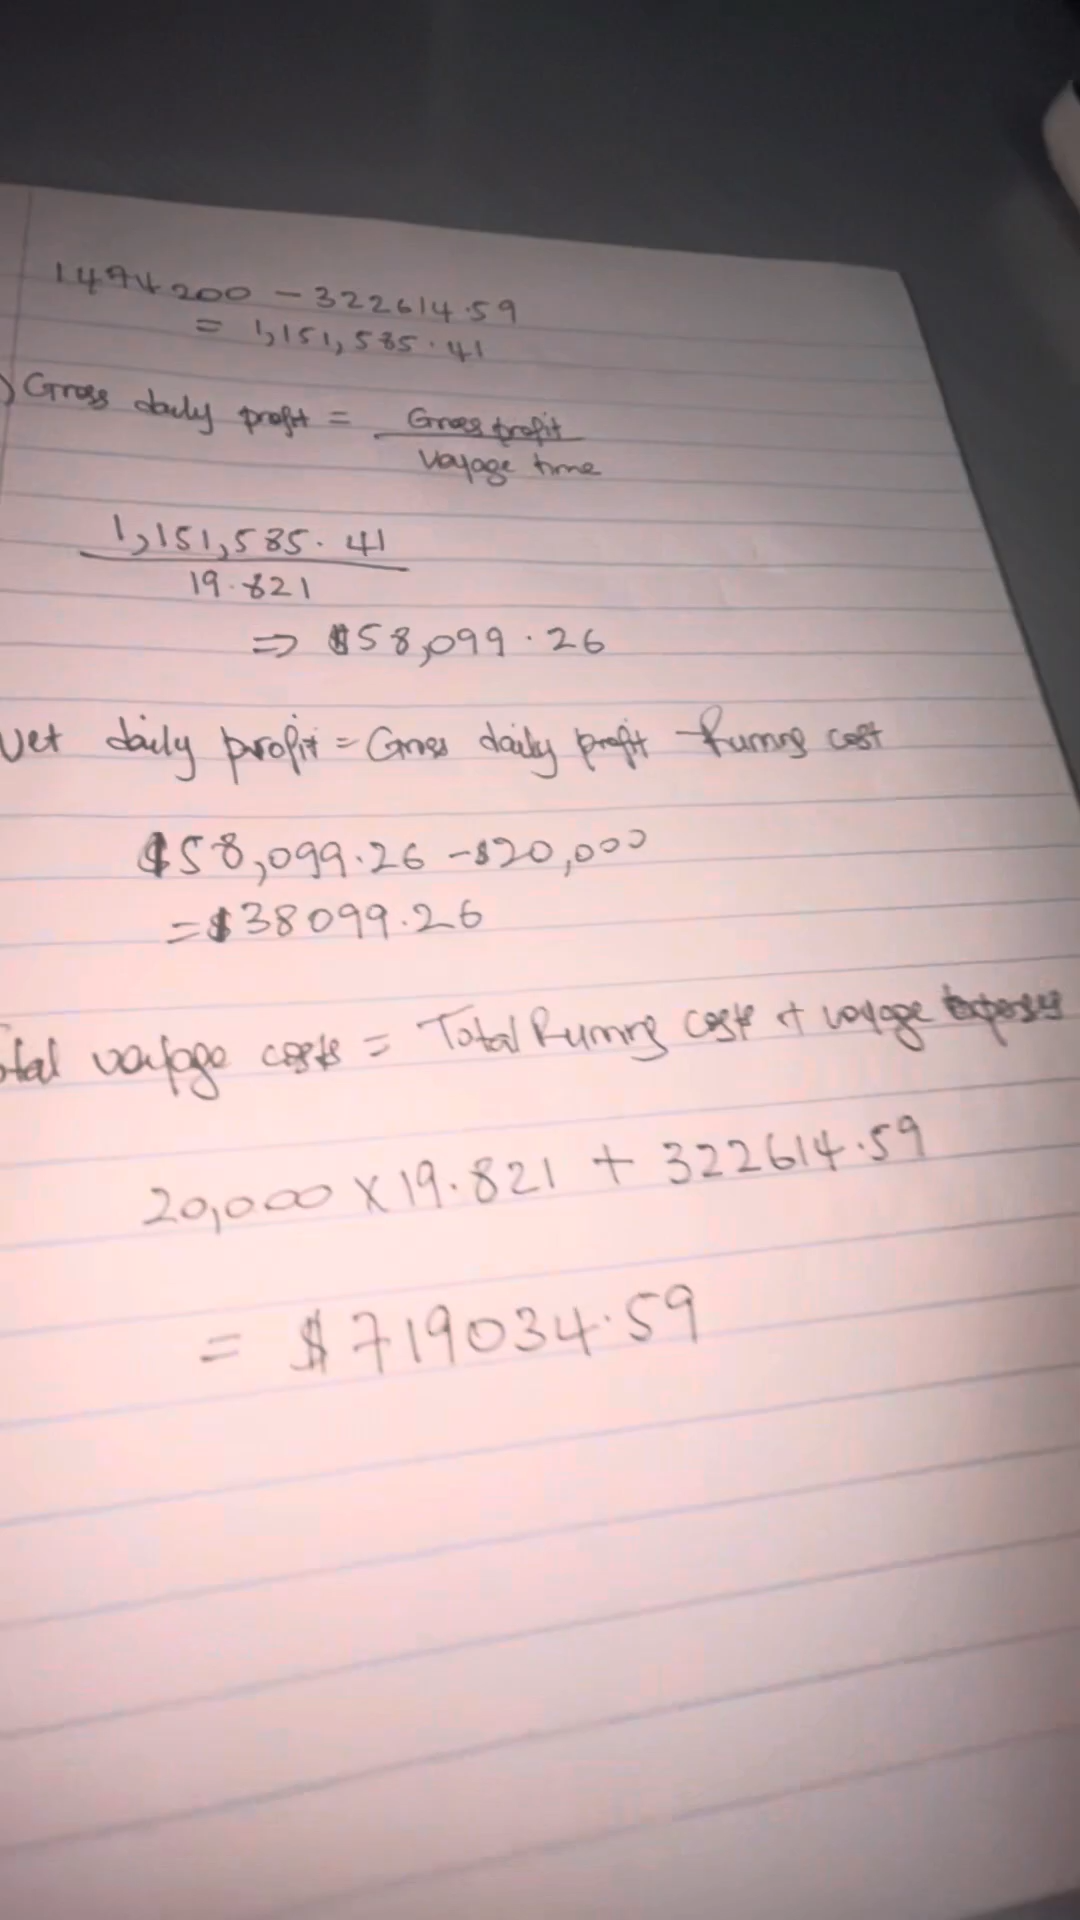 1494200 - 322614.59
= 1,151,585.41
) Gross daily profit = Gross profit
Voyage time
1,151,585.41
19.821
⇒ $58,099.26
Net daily profit = Gross daily profit - Running cost
$58,099.26 - $20,000
= $38099.26
otal voyage costs = Total Running costs + voyage expenses
20,000 × 19.821 + 322614.59
= $719034.59